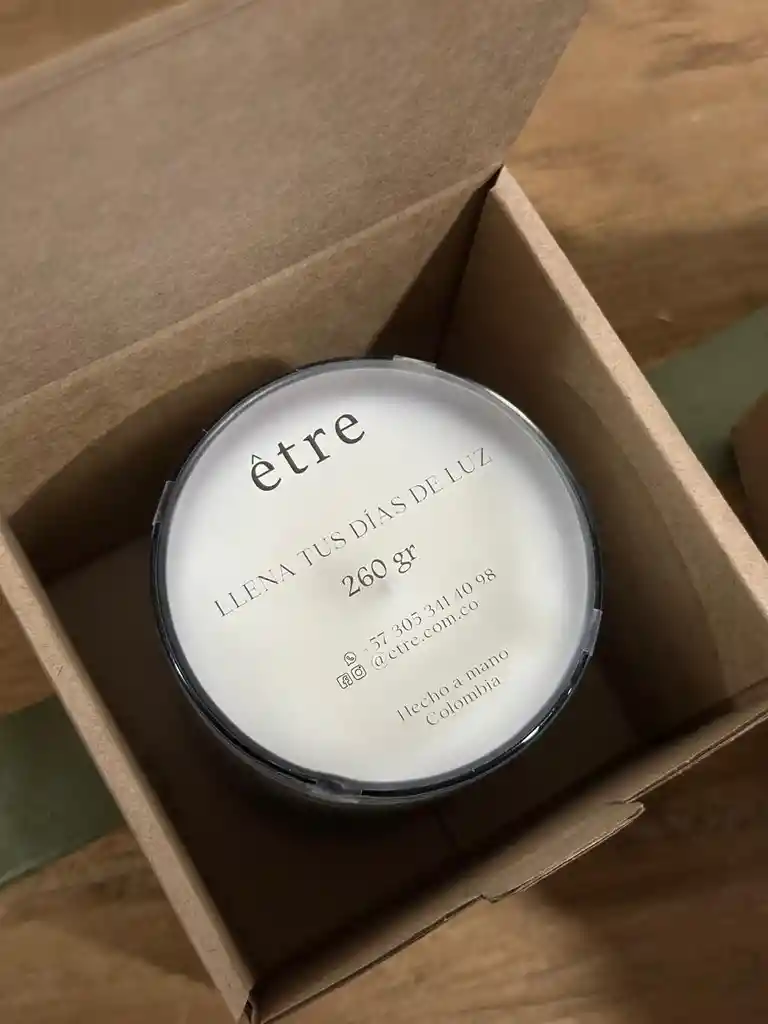 être
LLENA TUS DÍAS DE LUZ
260 gr
+57 305 341 40 98
@etre.com.co
Hecho a mano
Colombia